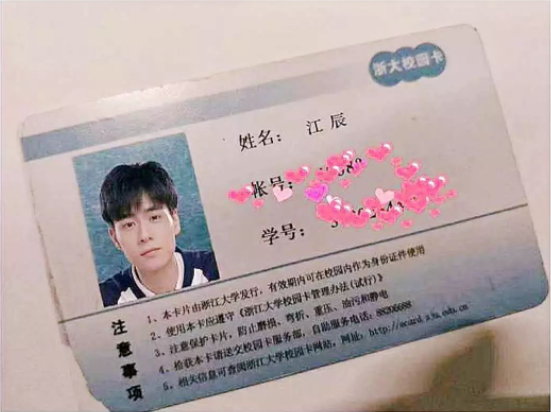 浙大校园卡
姓名: 江辰
帐号:
学号:
注意事项
1、本卡片由浙江大学发行,有效期内可在校园内作为身份证件使用
2、使用本卡应遵守《浙江大学校园卡管理办法(试行)》
3、注意保护卡片,防止磨损、弯折、重压、油污和静电
4、拾获本卡请送交校园卡服务部,自助服务电话: 88206688
5、相关信息可查阅浙江大学校园卡网站,网址: http://ecard.zju.edu.cn